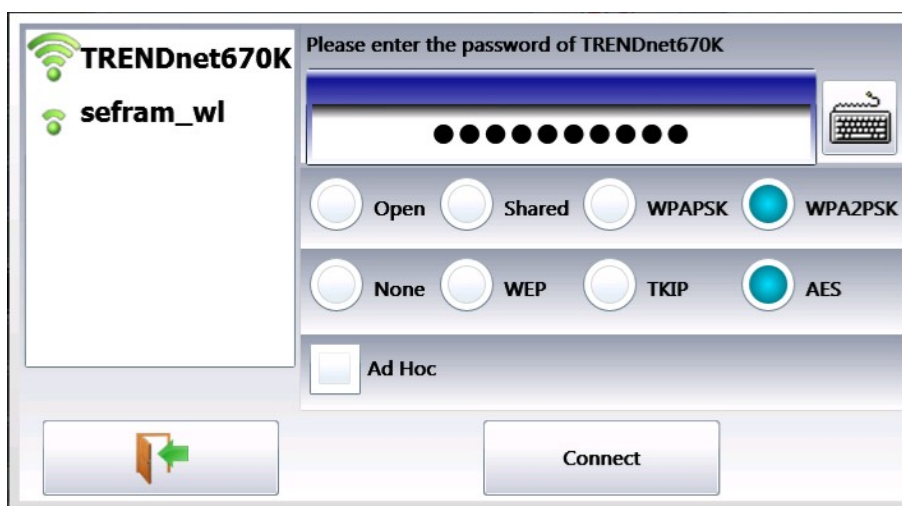 TRENDnet670K
sefram_wl
Please enter the password of TRENDnet670K
●●●●●●●●●●
Open Shared WPAPSK WPA2PSK
None WEP TKIP AES
Ad Hoc
Connect